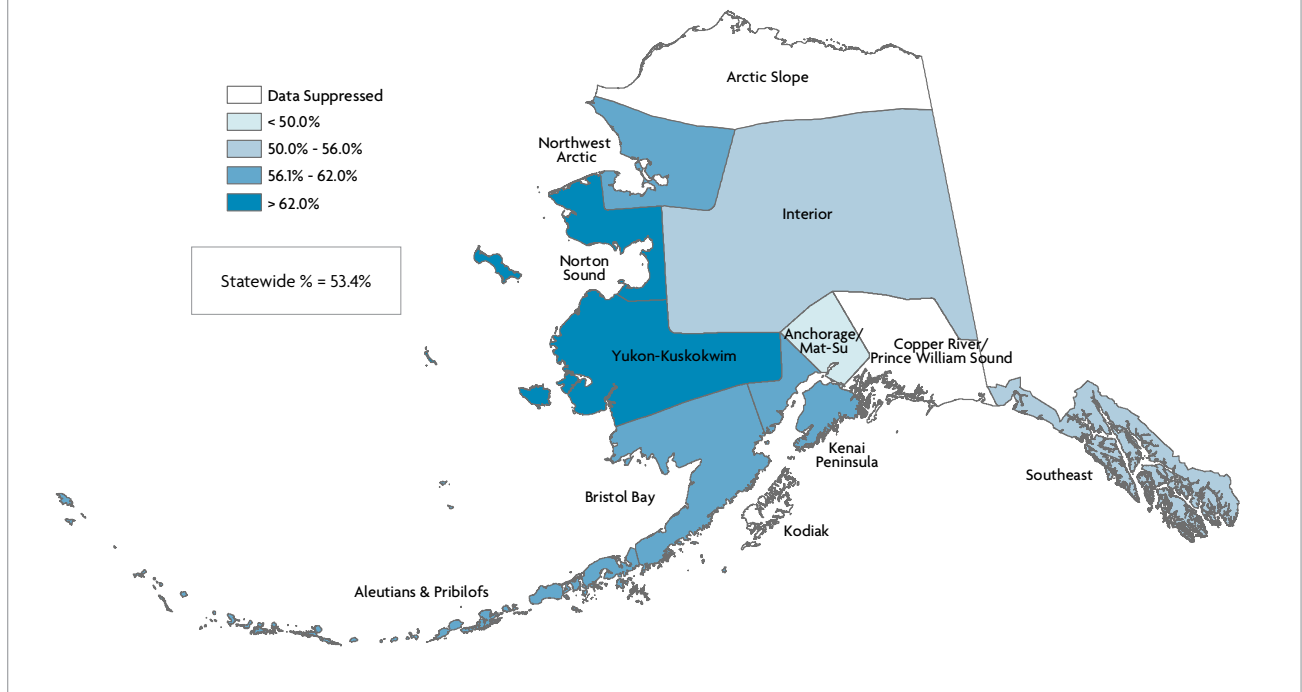 Arctic Slope
Data Suppressed
< 50.0%
50.0% - 56.0%
56.1% - 62.0%
> 62.0%
Northwest
Arctic
Interior
Statewide % = 53.4%
Norton
Sound
Anchorage/
Mat-Su
Copper River/
Prince William Sound
Yukon-Kuskokwim
Kenai
Peninsula
Southeast
Bristol Bay
Kodiak
Aleutians & Pribilofs